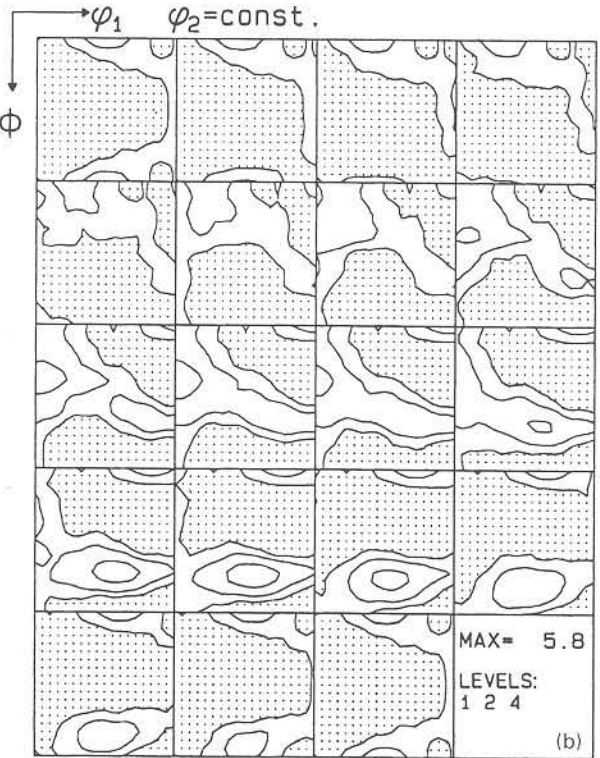 φ₁ φ₂=const.
Φ
MAX= 5.8
LEVELS:
1 2 4
(b)